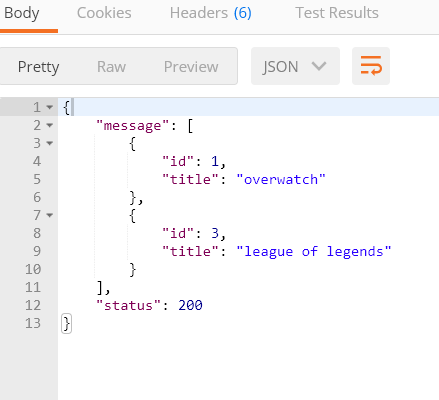 Body Cookies Headers (6) Test Results
Pretty Raw Preview JSON
1 {
2     "message": [
3         {
4             "id": 1,
5             "title": "overwatch"
6         },
7         {
8             "id": 3,
9             "title": "league of legends"
10         }
11     ],
12     "status": 200
13 }